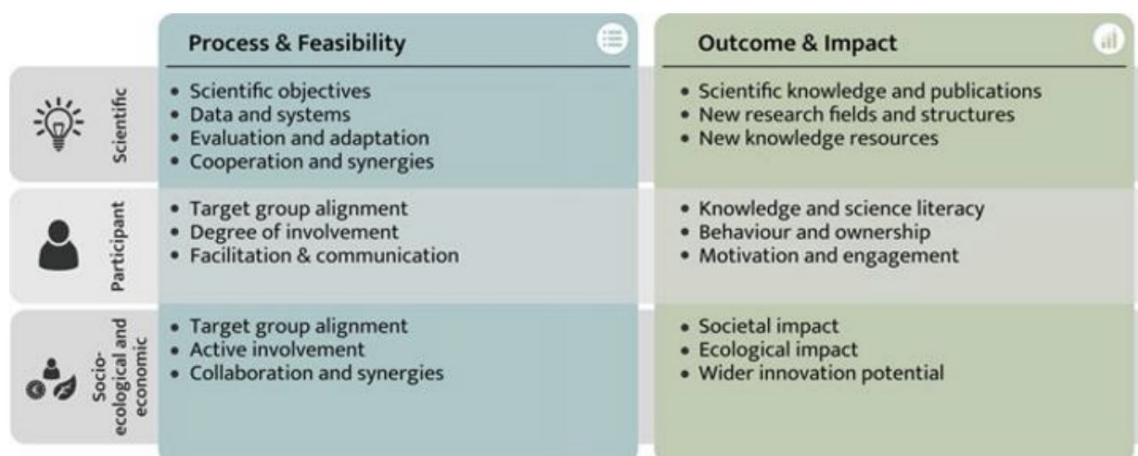 Process & Feasibility
Outcome & Impact
Scientific
• Scientific objectives
• Data and systems
• Evaluation and adaptation
• Cooperation and synergies
• Scientific knowledge and publications
• New research fields and structures
• New knowledge resources
Participant
• Target group alignment
• Degree of involvement
• Facilitation & communication
• Knowledge and science literacy
• Behaviour and ownership
• Motivation and engagement
Socio-
ecological and
economic
• Target group alignment
• Active involvement
• Collaboration and synergies
• Societal impact
• Ecological impact
• Wider innovation potential